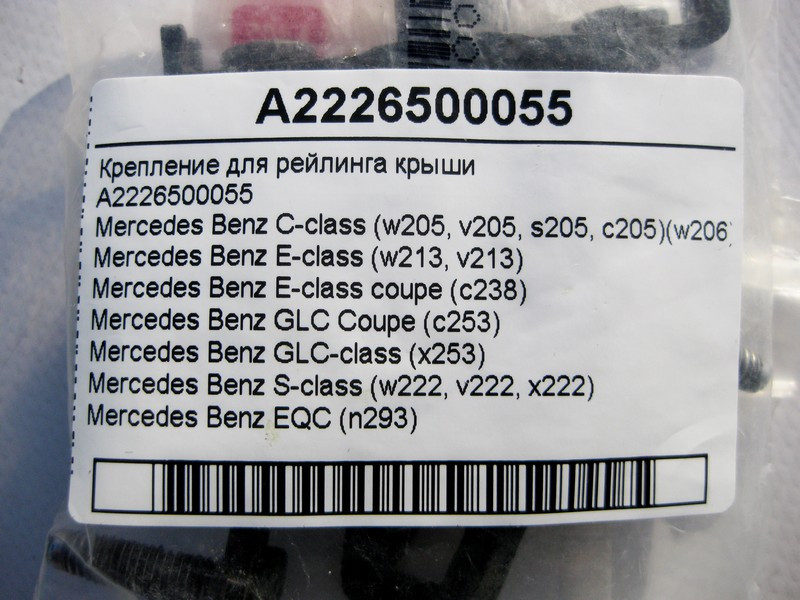 A2226500055
Крепление для рейлинга крыши
A2226500055
Mercedes Benz C-class (w205, v205, s205, c205)(w206)
Mercedes Benz E-class (w213, v213)
Mercedes Benz E-class coupe (c238)
Mercedes Benz GLC Coupe (c253)
Mercedes Benz GLC-class (x253)
Mercedes Benz S-class (w222, v222, x222)
Mercedes Benz EQC (n293)